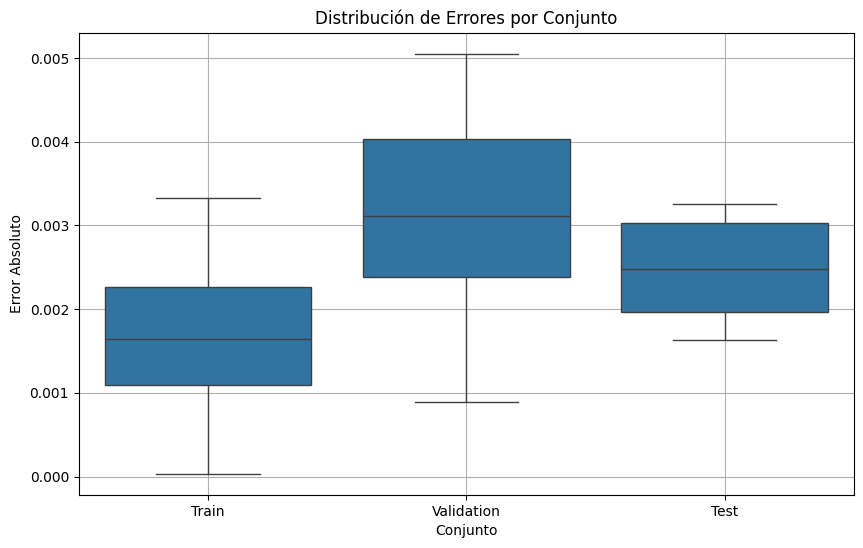 Distribución de Errores por Conjunto
Error Absoluto
0.005
0.004
0.003
0.002
0.001
0.000
Train Validation Test
Conjunto